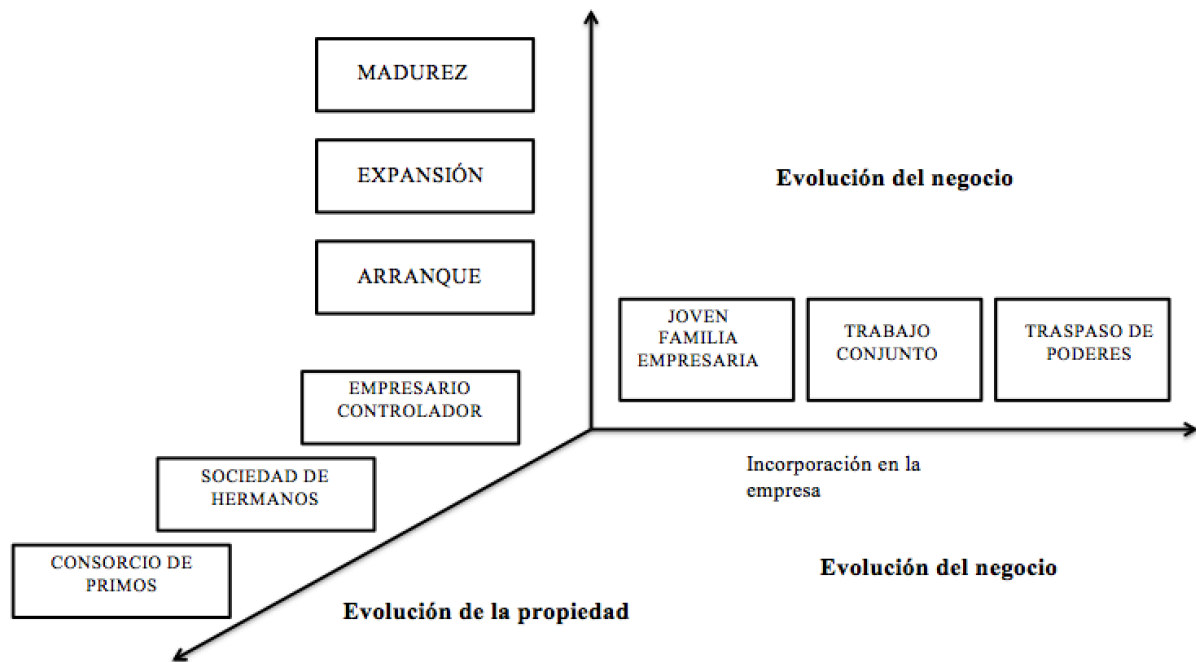 MADUREZ
EXPANSIÓN
Evolución del negocio
ARRANQUE
JOVEN
FAMILIA
EMPRESARIA
TRABAJO
CONJUNTO
TRASPASO DE
PODERES
EMPRESARIO
CONTROLADOR
SOCIEDAD DE
HERMANOS
Incorporación en la
empresa
CONSORCIO DE
PRIMOS
Evolución del negocio
Evolución de la propiedad